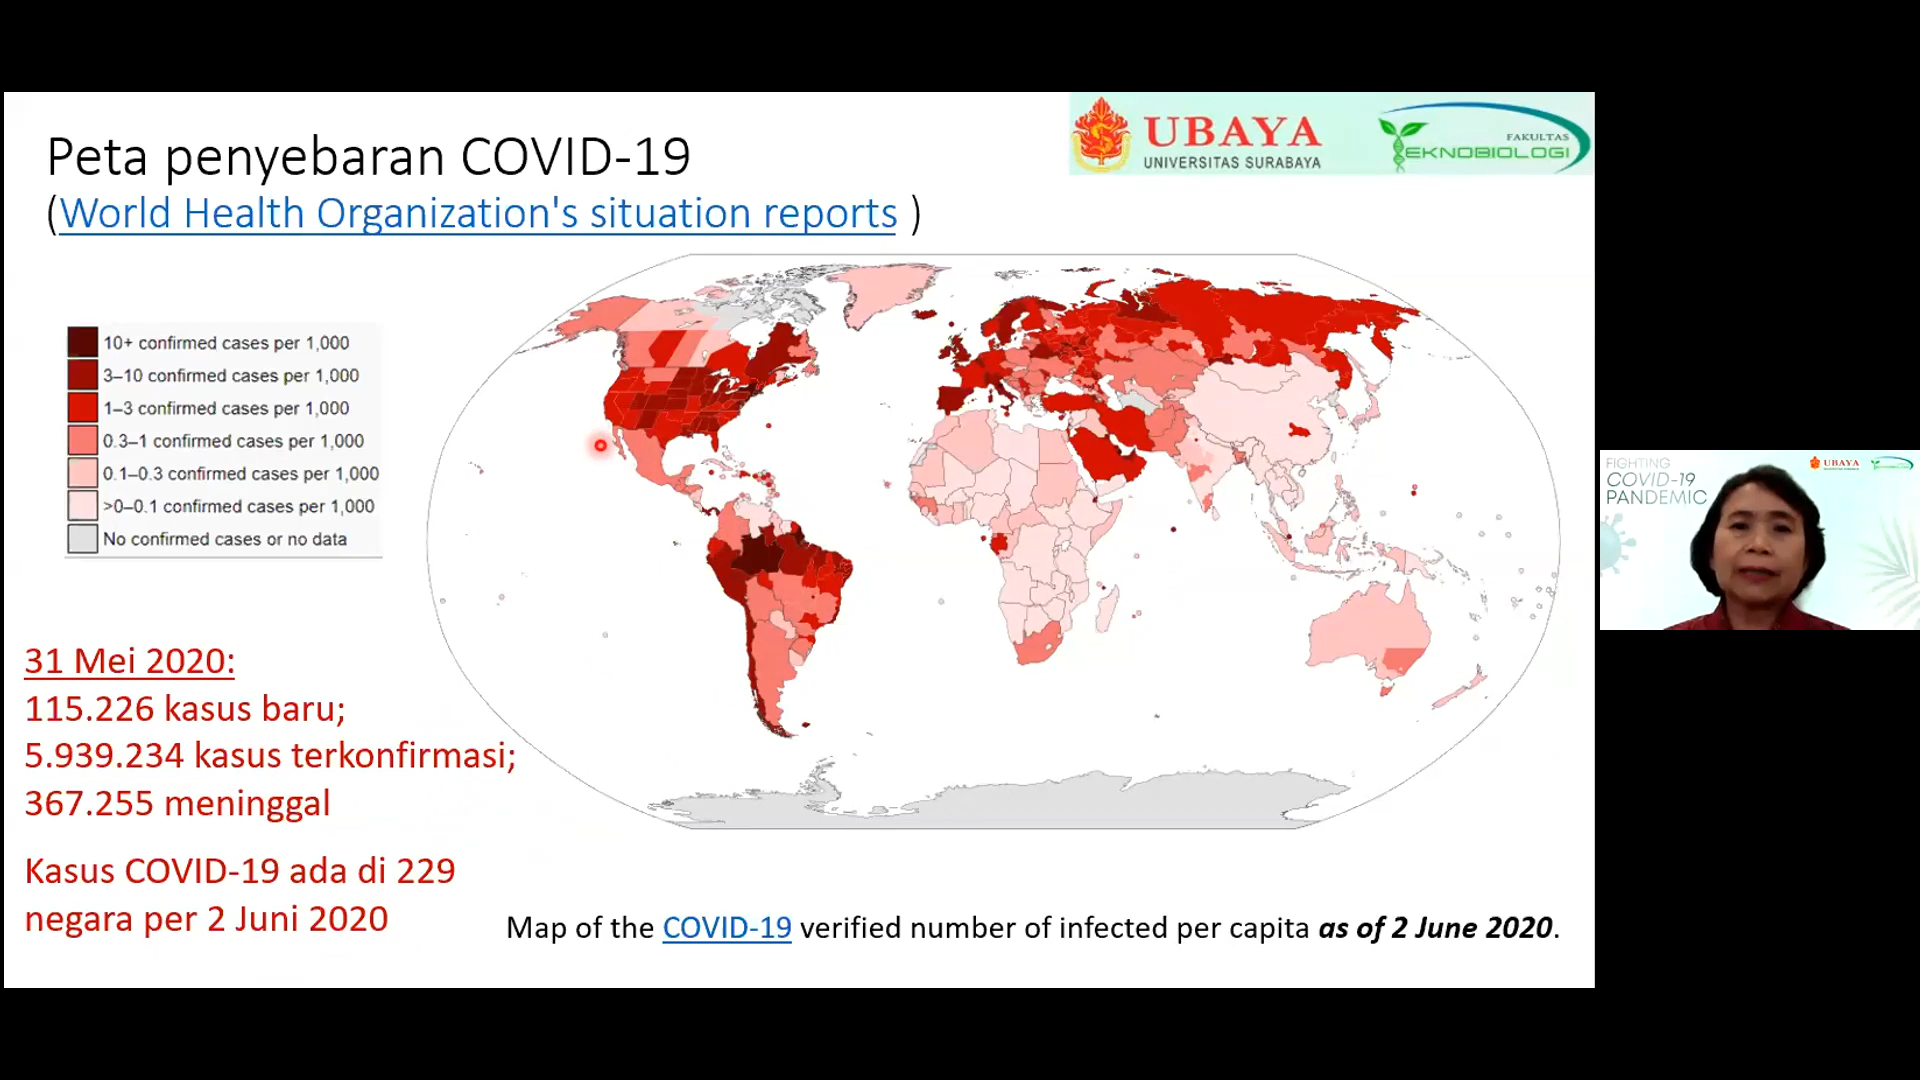 Peta penyebaran COVID-19
(World Health Organization's situation reports )
UBAYA
UNIVERSITAS SURABAYA
FAKULTAS
TEKNOBIOLOGI
10+ confirmed cases per 1,000
3–10 confirmed cases per 1,000
1–3 confirmed cases per 1,000
0.3–1 confirmed cases per 1,000
0.1–0.3 confirmed cases per 1,000
>0–0.1 confirmed cases per 1,000
No confirmed cases or no data
31 Mei 2020:
115.226 kasus baru;
5.939.234 kasus terkonfirmasi;
367.255 meninggal
Kasus COVID-19 ada di 229
negara per 2 Juni 2020
Map of the COVID-19 verified number of infected per capita as of 2 June 2020.
FIGHTING
COVID-19
PANDEMIC
UBAYA